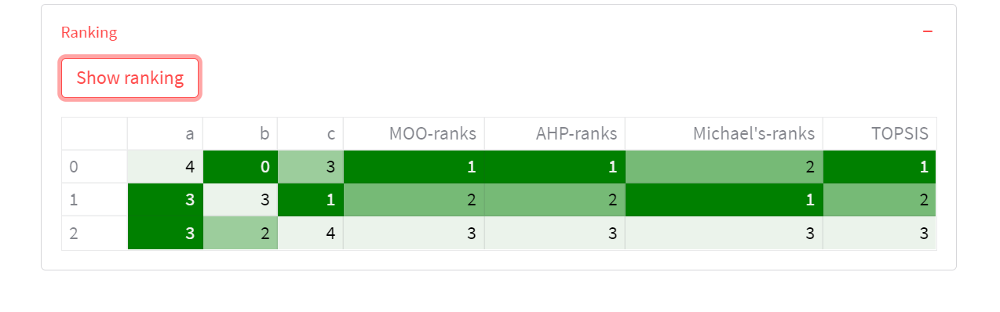 Ranking
Show ranking
a b c MOO-ranks AHP-ranks Michael's-ranks TOPSIS
0 4 0 3 1 1 2 1
1 3 3 1 2 2 1 2
2 3 2 4 3 3 3 3